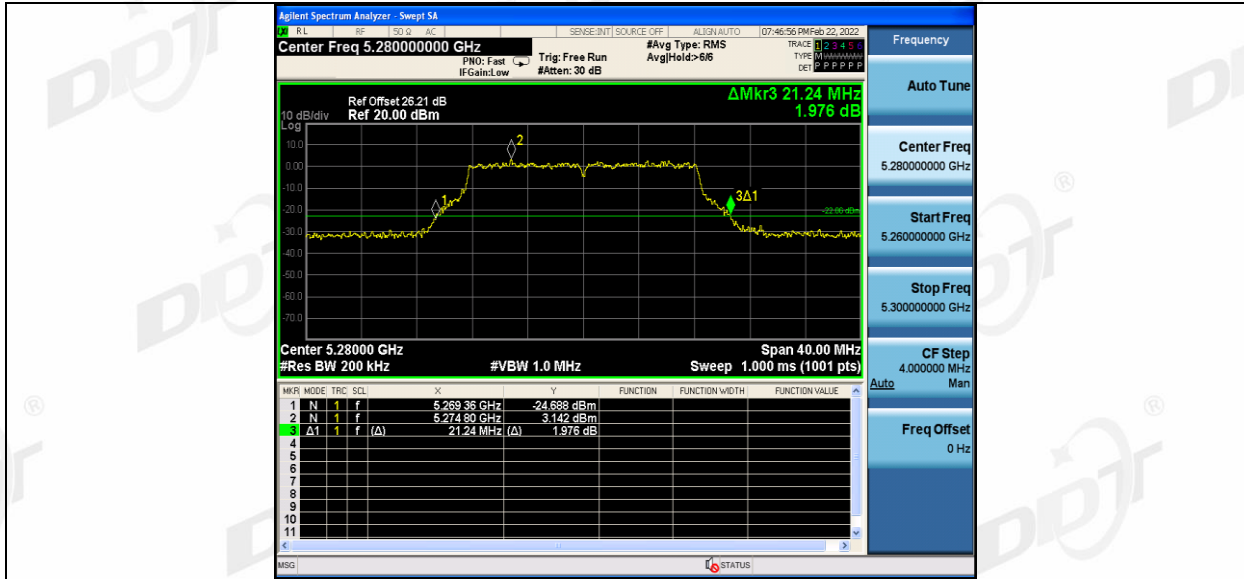 Agilent Spectrum Analyzer - Swept SA
RL RF 50 Ω AC SENSE:INT SOURCE OFF ALIGN AUTO 07:46:56 PM Feb 22, 2022
Center Freq 5.280000000 GHz
PNO: Fast
IFGain:Low
Trig: Free Run
#Atten: 30 dB
#Avg Type: RMS
Avg|Hold:>6/6
TRACE 1 2 3 4 5 6
TYPE M
DET P P P P P P
ΔMkr3 21.24 MHz
1.976 dB
Ref Offset 26.21 dB
10 dB/div Ref 20.00 dBm
Log
10.0
0.00
-10.0
-20.0
-30.0
-40.0
-50.0
-60.0
-70.0
1
2
3Δ1
Center 5.28000 GHz Span 40.00 MHz
#Res BW 200 kHz #VBW 1.0 MHz Sweep 1.000 ms (1001 pts)
MKR MODE TRC SCL X Y FUNCTION FUNCTION WIDTH FUNCTION VALUE
1 N 1 f 5.269 36 GHz -24.688 dBm
2 N 1 f 5.274 80 GHz 3.142 dBm
3 Δ1 1 f (Δ) 21.24 MHz (Δ) 1.976 dB
4
5
6
7
8
9
10
11
MSG STATUS
Frequency
Auto Tune
Center Freq
5.280000000 GHz
Start Freq
5.260000000 GHz
Stop Freq
5.300000000 GHz
CF Step
4.000000 MHz
Auto Man
Freq Offset
0 Hz
DDT
®